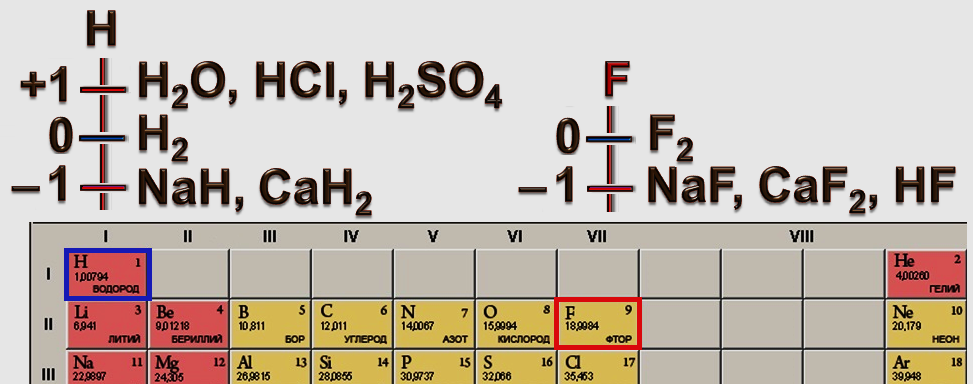 H
+1 H₂O, HCl, H₂SO₄
0 H₂
–1 NaH, CaH₂
F
0 F₂
–1 NaF, CaF₂, HF
I II III IV V VI VII VIII
I
H 1
1,00794
ВОДОРОД
He 2
4,00260
ГЕЛИЙ
II
Li 3
6,941
ЛИТИЙ
Be 4
9,01218
БЕРИЛЛИЙ
B 5
10,811
БОР
C 6
12,011
УГЛЕРОД
N 7
14,0067
АЗОТ
O 8
15,9994
КИСЛОРОД
F 9
18,9984
ФТОР
Ne 10
20,179
НЕОН
III
Na 11
22,9897
Mg 12
24,305
Al 13
26,9815
Si 14
28,0855
P 15
30,9737
S 16
32,066
Cl 17
35,453
Ar 18
39,948